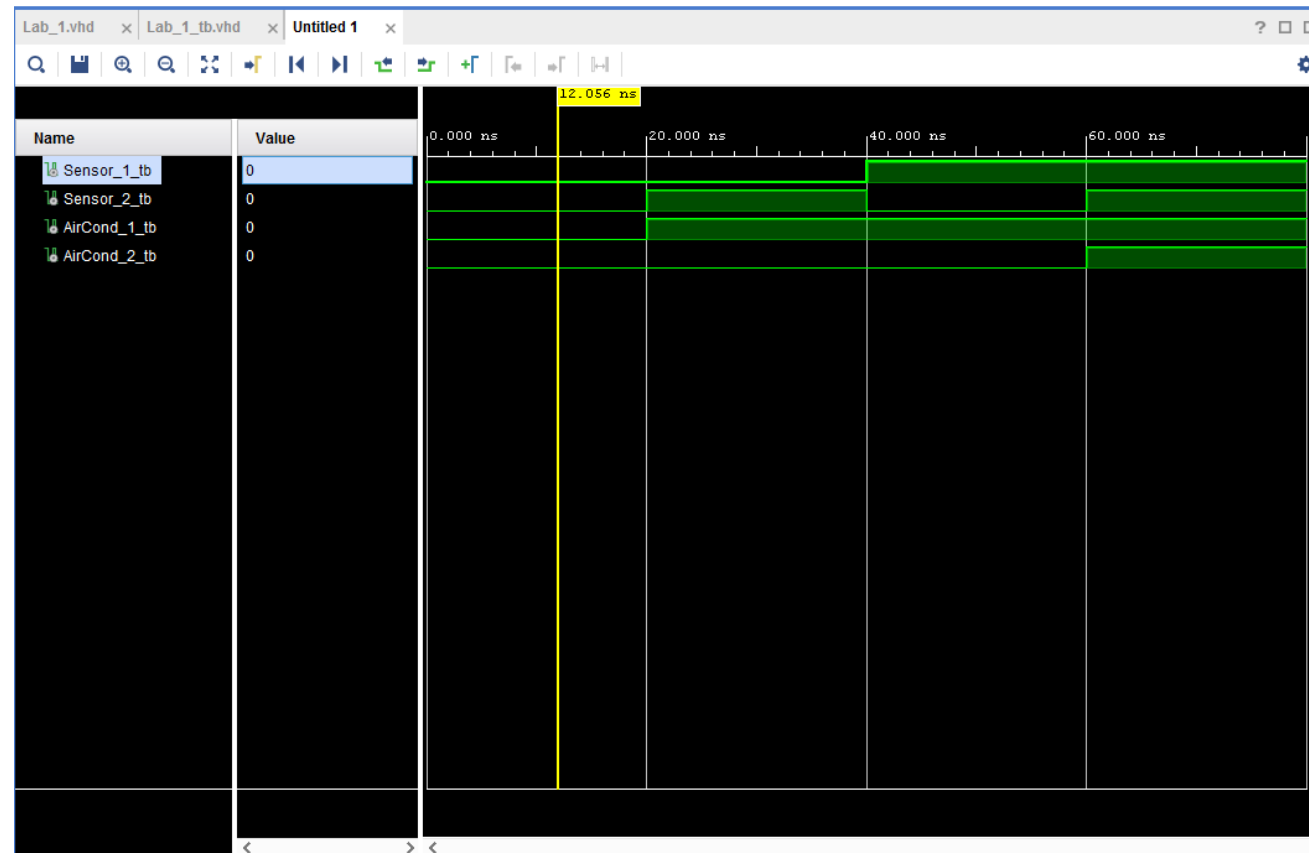 Lab_1.vhd × Lab_1_tb.vhd × Untitled 1 × ?
12.056 ns
Name Value 0.000 ns 20.000 ns 40.000 ns 60.000 ns
Sensor_1_tb 0
Sensor_2_tb 0
AirCond_1_tb 0
AirCond_2_tb 0